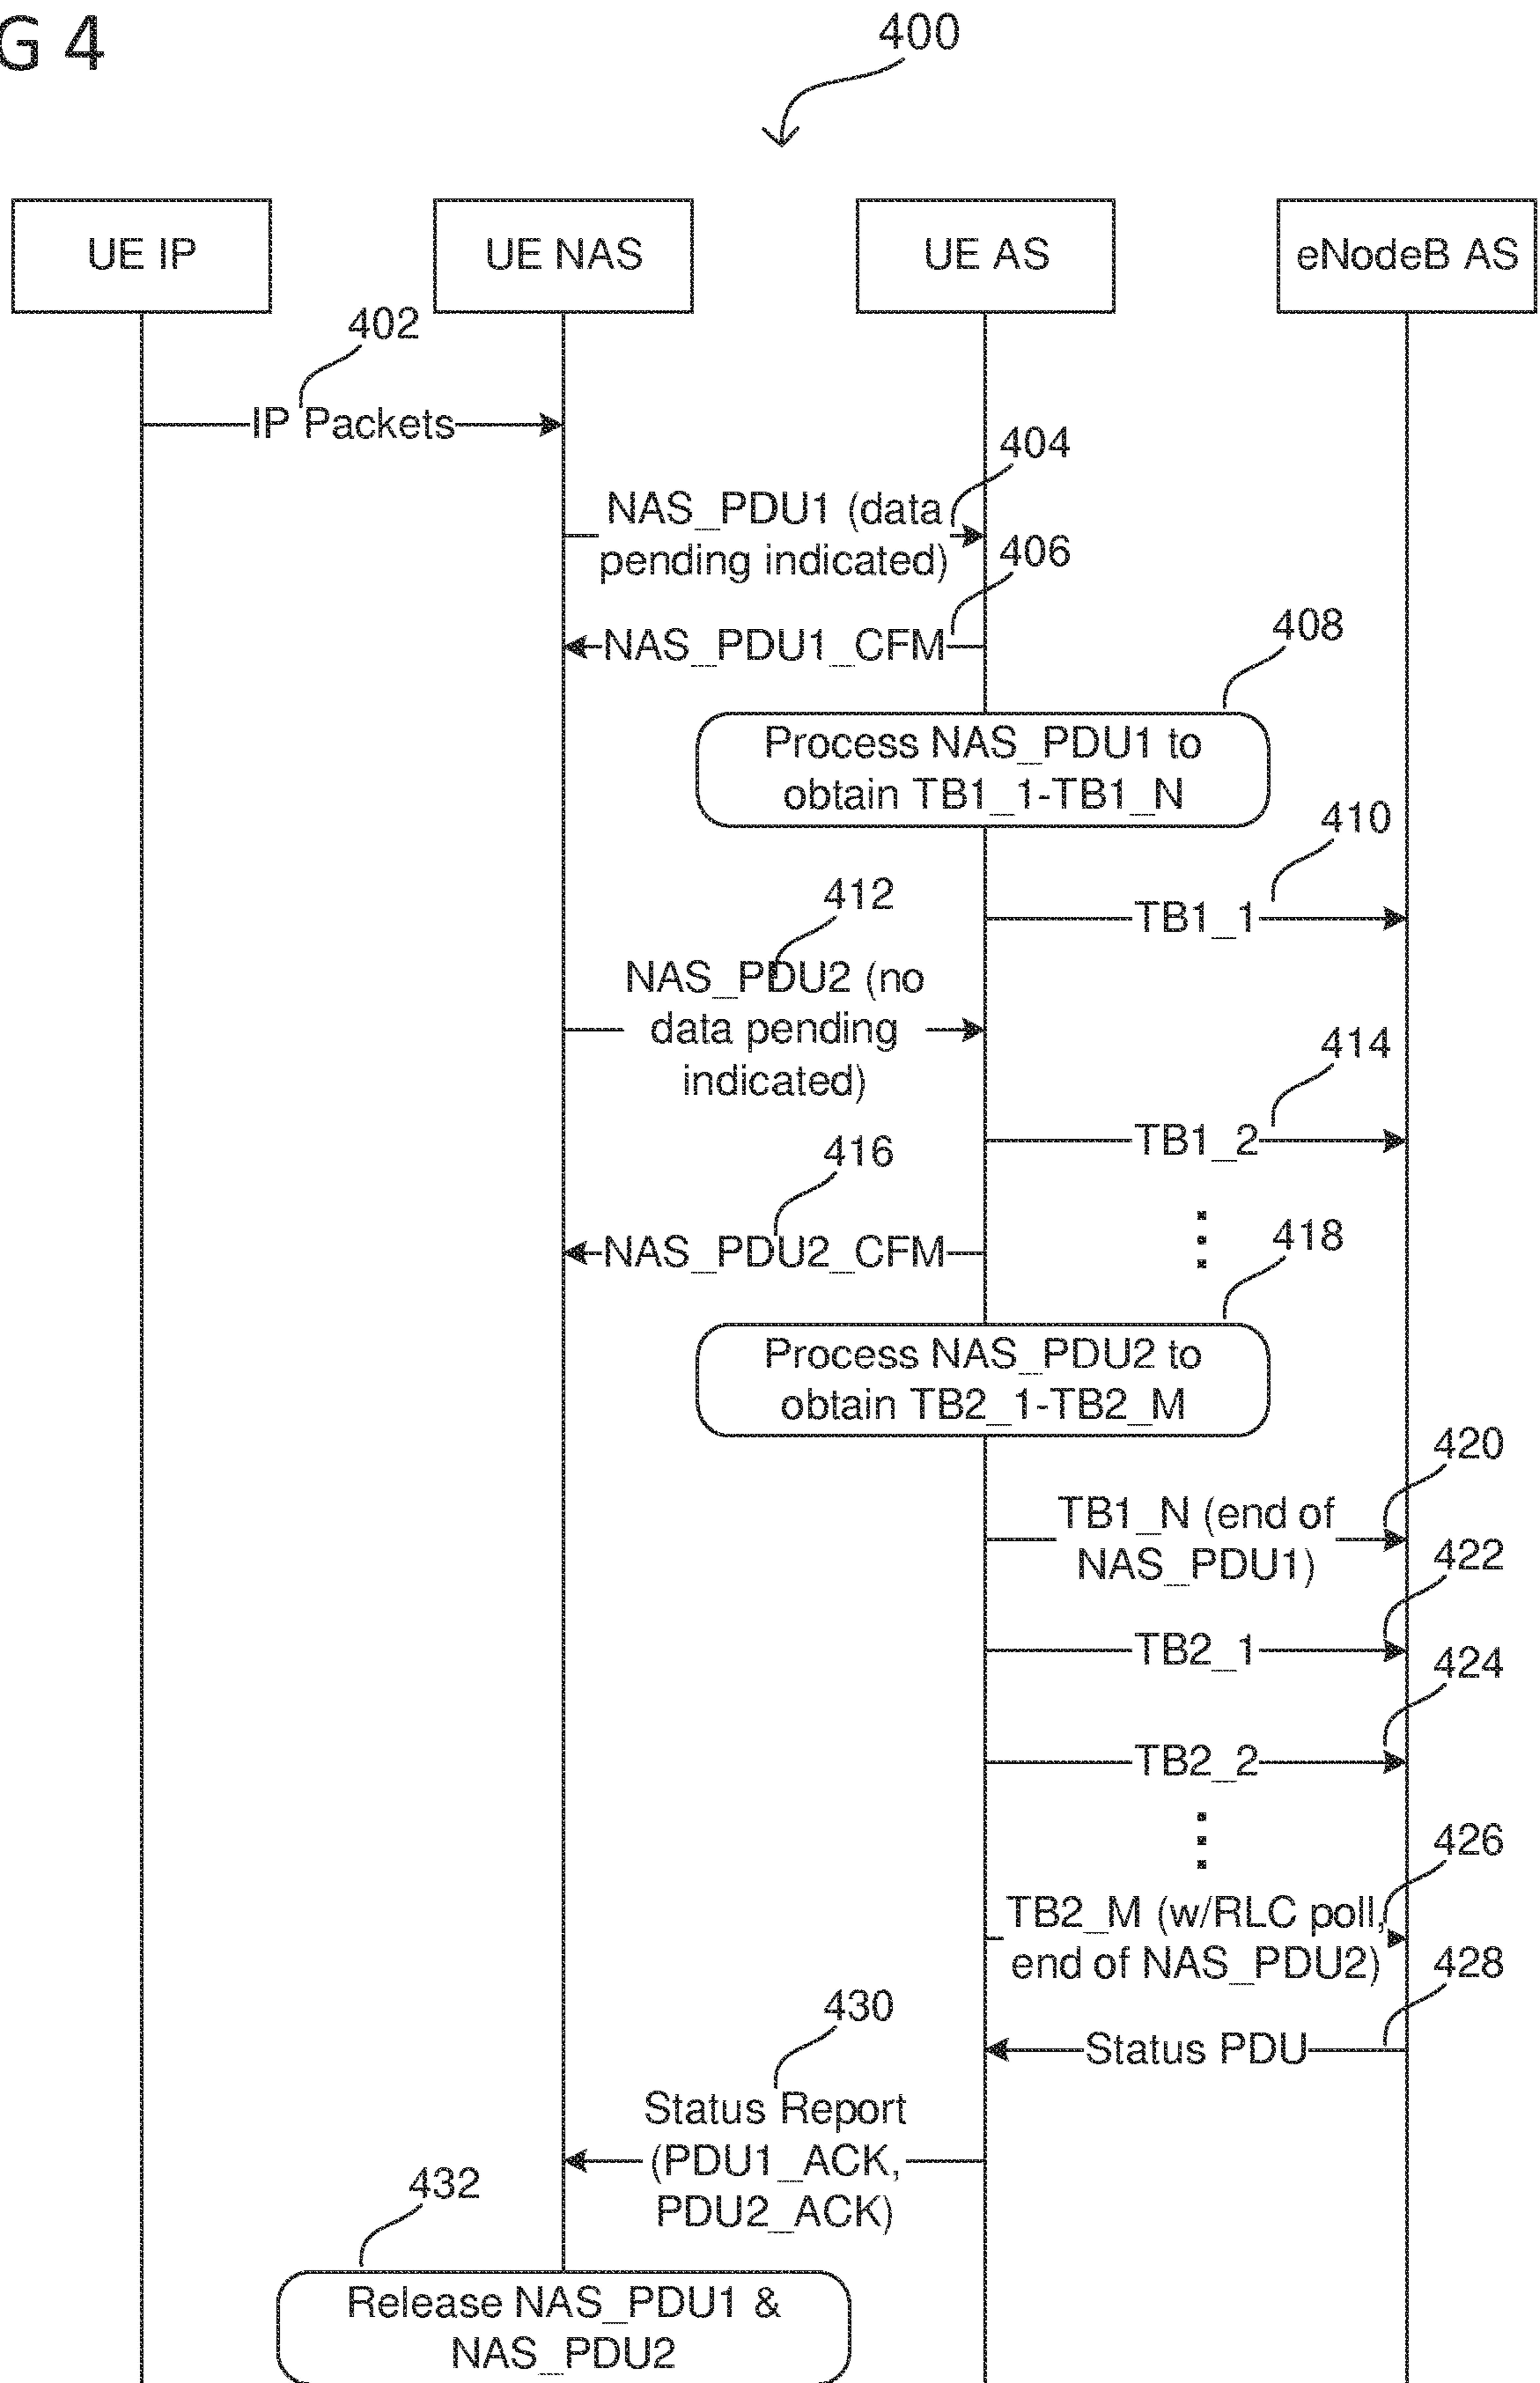 G 4
400
UE IP
UE NAS
UE AS
eNodeB AS
402
IP Packets
404
NAS_PDU1 (data
pending indicated)
406
NAS_PDU1_CFM
408
Process NAS_PDU1 to
obtain TB1_1-TB1_N
410
TB1_1
412
NAS_PDU2 (no
data pending
indicated)
414
TB1_2
416
NAS_PDU2_CFM
418
Process NAS_PDU2 to
obtain TB2_1-TB2_M
420
TB1_N (end of
NAS_PDU1)
422
TB2_1
424
TB2_2
426
TB2_M (w/RLC poll,
end of NAS_PDU2)
428
Status PDU
430
Status Report
(PDU1_ACK,
PDU2_ACK)
432
Release NAS_PDU1 &
NAS_PDU2